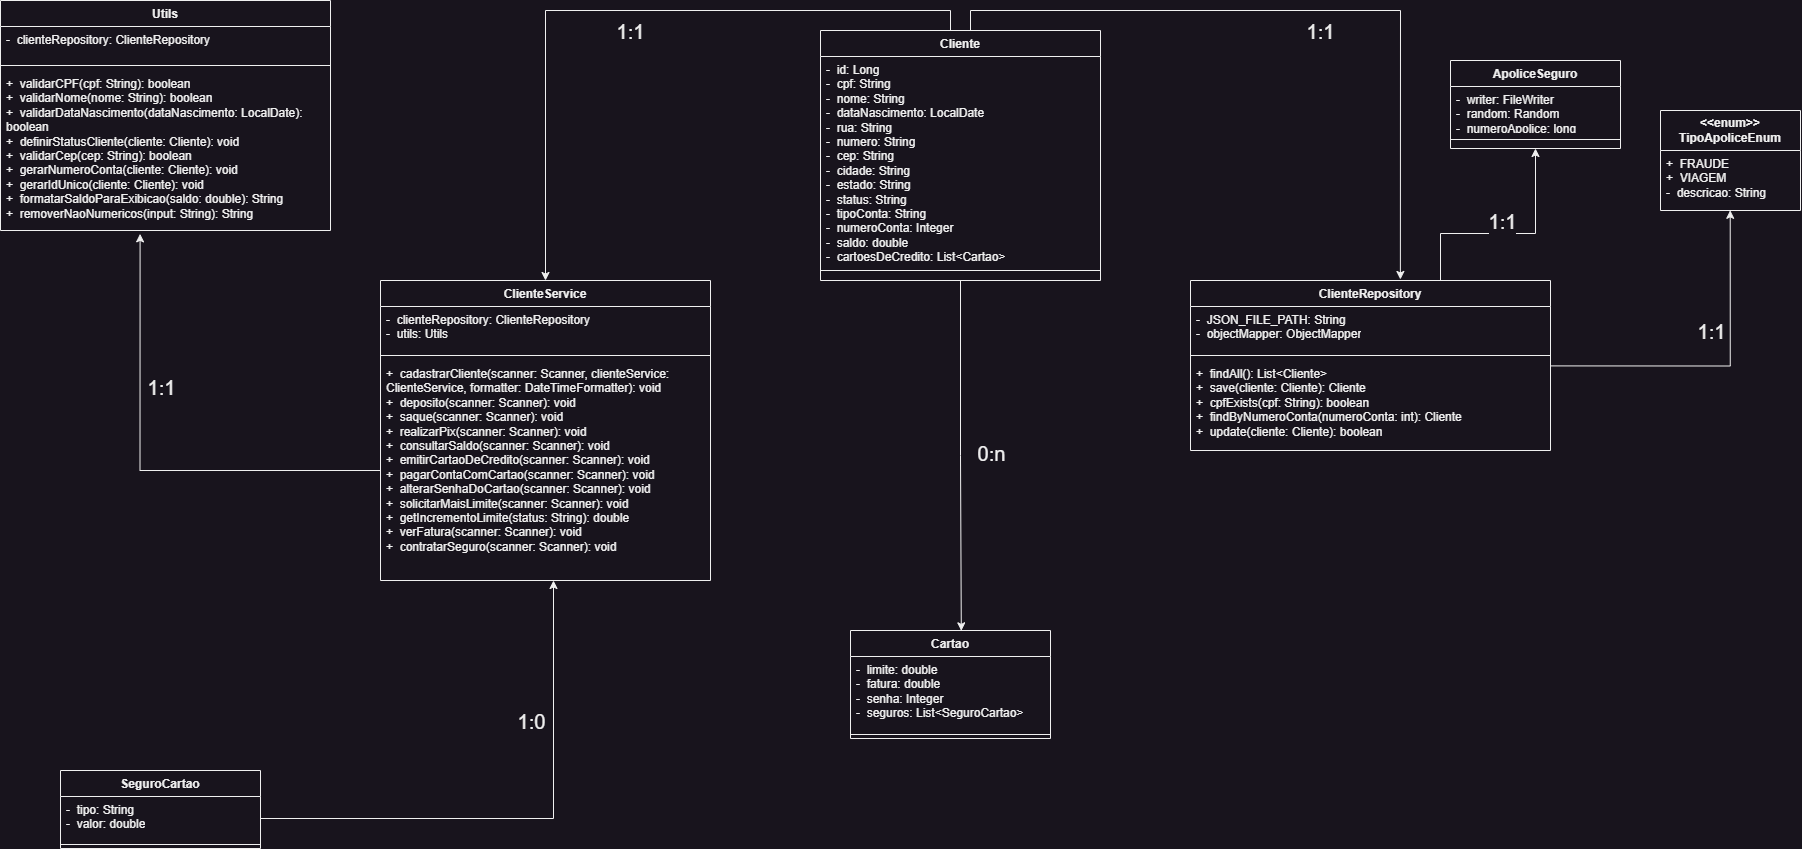 Utils
- clienteRepository: ClienteRepository
+ validarCPF(cpf: String): boolean
+ validarNome(nome: String): boolean
+ validarDataNascimento(dataNascimento: LocalDate):
boolean
+ definirStatusCliente(cliente: Cliente): void
+ validarCep(cep: String): boolean
+ gerarNumeroConta(cliente: Cliente): void
+ gerarIdUnico(cliente: Cliente): void
+ formatarSaldoParaExibicao(saldo: double): String
+ removerNaoNumericos(input: String): String
1:1
1:1
Cliente
- id: Long
- cpf: String
- nome: String
- dataNascimento: LocalDate
- rua: String
- numero: String
- cep: String
- cidade: String
- estado: String
- status: String
- tipoConta: String
- numeroConta: Integer
- saldo: double
- cartoesDeCredito: List<Cartao>
1:1
ApoliceSeguro
- writer: FileWriter
- random: Random
- numeroApolice: long
<<enum>>
TipoApoliceEnum
+ FRAUDE
+ VIAGEM
- descricao: String
1:1
1:1
ClienteService
- clienteRepository: ClienteRepository
- utils: Utils
+ cadastrarCliente(scanner: Scanner, clienteService:
ClienteService, formatter: DateTimeFormatter): void
+ deposito(scanner: Scanner): void
+ saque(scanner: Scanner): void
+ realizarPix(scanner: Scanner): void
+ consultarSaldo(scanner: Scanner): void
+ emitirCartaoDeCredito(scanner: Scanner): void
+ pagarContaComCartao(scanner: Scanner): void
+ alterarSenhaDoCartao(scanner: Scanner): void
+ solicitarMaisLimite(scanner: Scanner): void
+ getIncrementoLimite(status: String): double
+ verFatura(scanner: Scanner): void
+ contratarSeguro(scanner: Scanner): void
ClienteRepository
- JSON_FILE_PATH: String
- objectMapper: ObjectMapper
+ findAll(): List<Cliente>
+ save(cliente: Cliente): Cliente
+ cpfExists(cpf: String): boolean
+ findByNumeroConta(numeroConta: int): Cliente
+ update(cliente: Cliente): boolean
0:n
Cartao
- limite: double
- fatura: double
- senha: Integer
- seguros: List<SeguroCartao>
1:0
SeguroCartao
- tipo: String
- valor: double